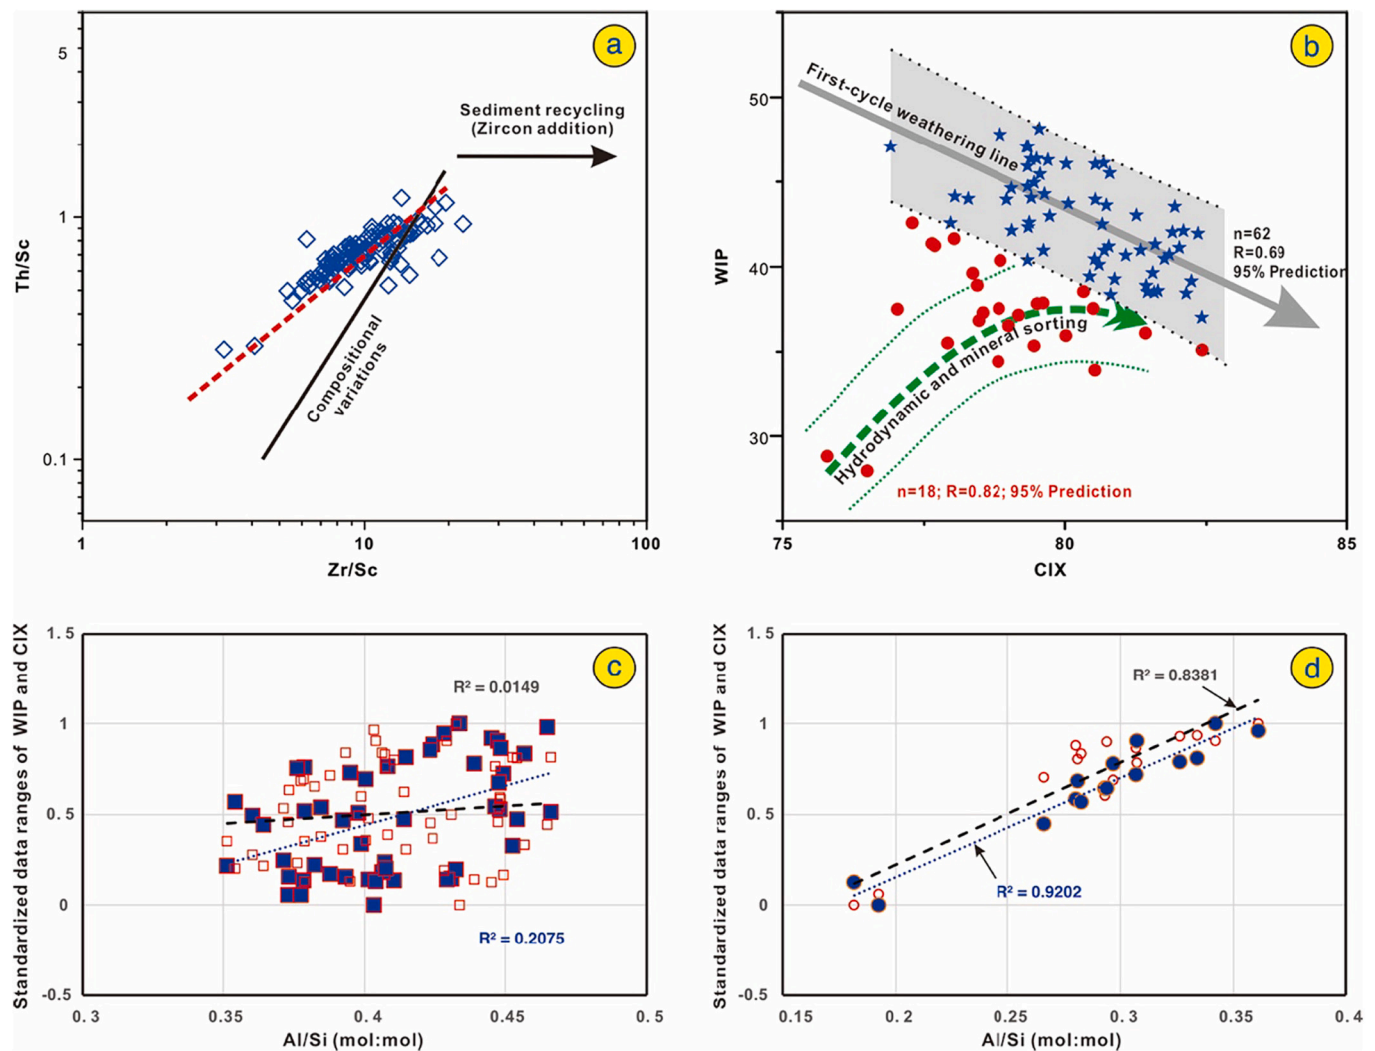 a
5
1
0.1
Th/Sc
Sediment recycling
(Zircon addition)
Compositional
variations
1
10
100
Zr/Sc
b
50
40
30
WIP
First-cycle weathering line
n=62
R=0.69
95% Prediction
Hydrodynamic and mineral sorting
n=18; R=0.82; 95% Prediction
75
80
85
CIX
c
Standardized data ranges of WIP and CIX
1.5
1
0.5
0
-0.5
R² = 0.0149
R² = 0.2075
0.3
0.35
0.4
0.45
0.5
Al/Si (mol:mol)
d
Standardized data ranges of WIP and CIX
1.5
1
0.5
0
-0.5
R² = 0.8381
R² = 0.9202
0.15
0.2
0.25
0.3
0.35
0.4
Al/Si (mol:mol)